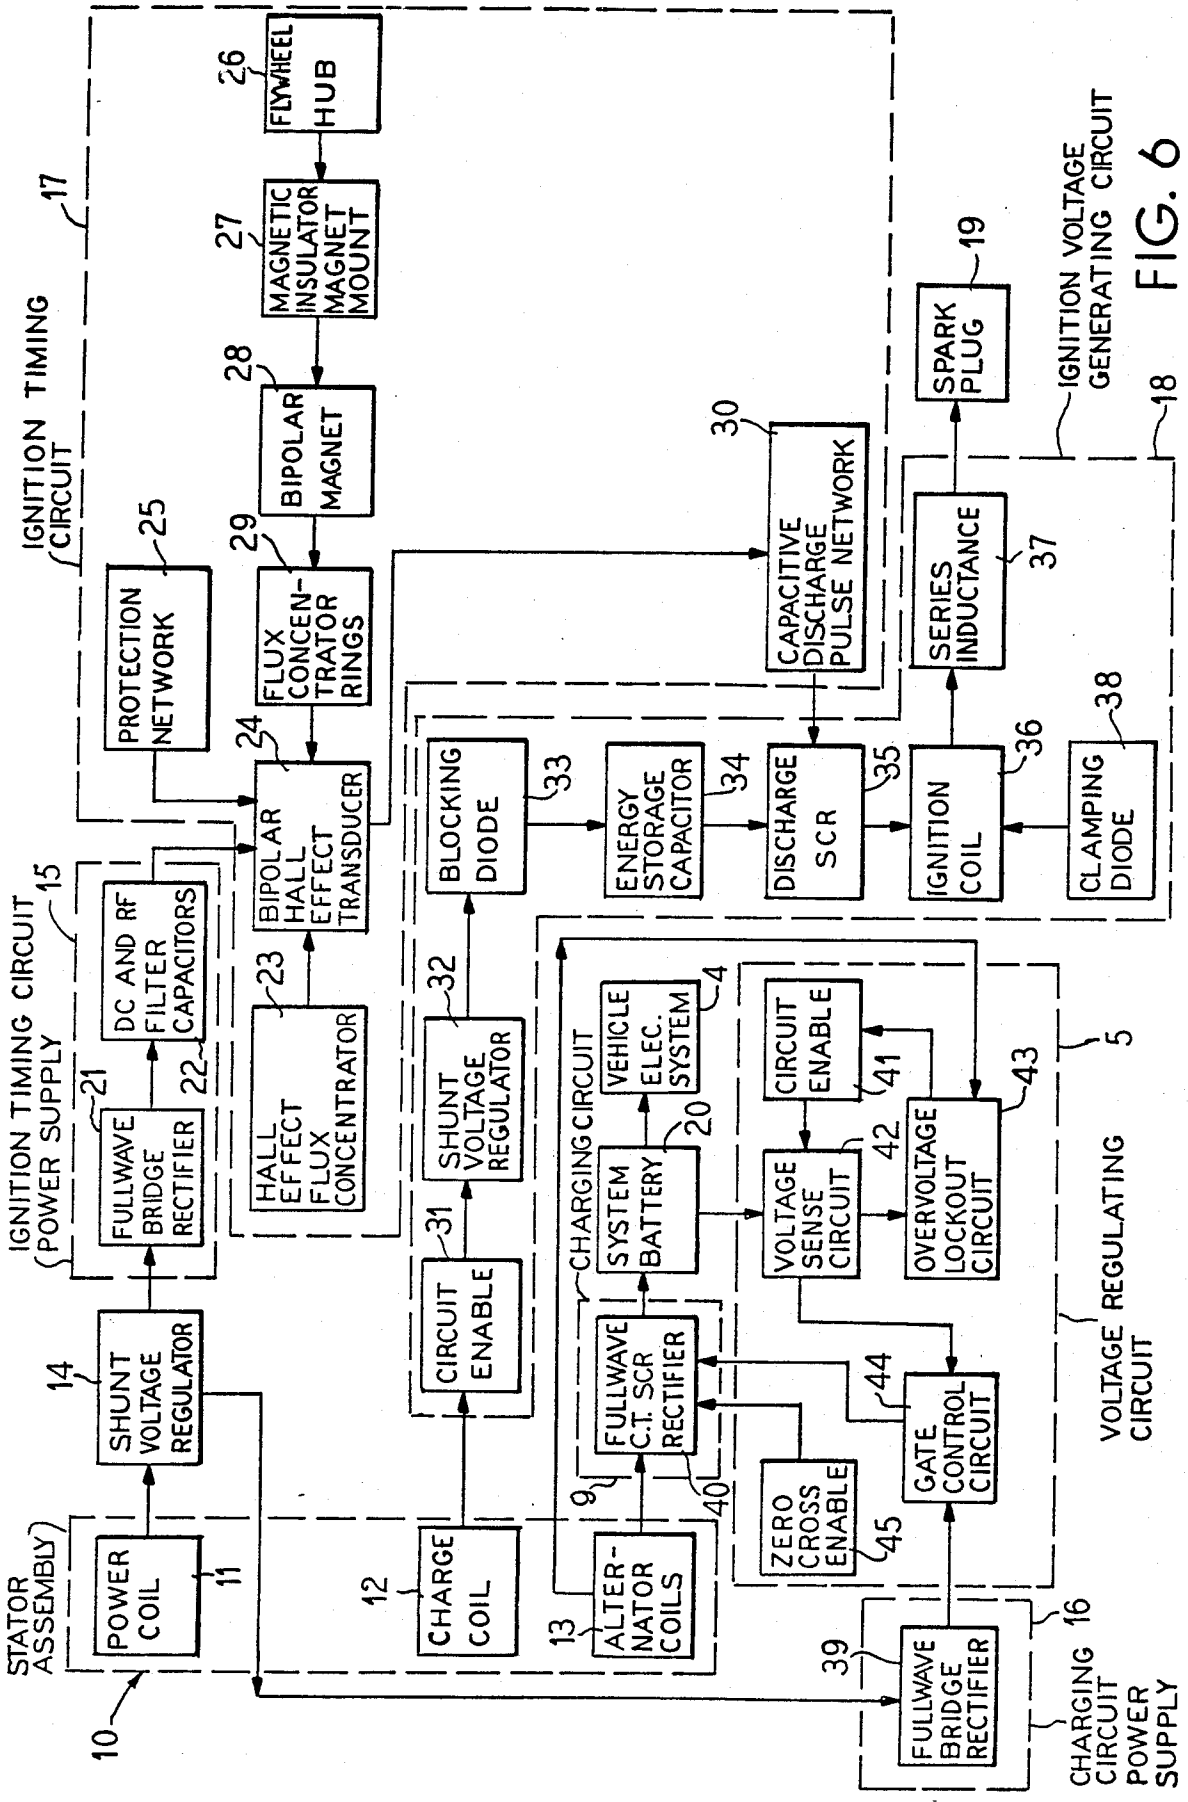 STATOR
ASSEMBLY
10
POWER
COIL
11
CHARGE
COIL
12
ALTER-
NATOR
COILS
13
SHUNT
VOLTAGE
REGULATOR
14
IGNITION TIMING CIRCUIT
POWER SUPPLY
15
FULLWAVE
BRIDGE
RECTIFIER
21
DC AND RF
FILTER
CAPACITORS
22
IGNITION TIMING
CIRCUIT
17
PROTECTION
NETWORK
25
HALL
EFFECT
FLUX
CONCENTRATOR
23
BIPOLAR
HALL
EFFECT
TRANSDUCER
24
FLUX
CONCEN-
TRATOR
RINGS
29
BIPOLAR
MAGNET
28
MAGNETIC
INSULATOR
MAGNET
MOUNT
27
FLYWHEEL
HUB
26
CAPACITIVE
DISCHARGE
PULSE NETWORK
30
CIRCUIT
ENABLE
31
SHUNT
VOLTAGE
REGULATOR
32
BLOCKING
DIODE
33
ENERGY
STORAGE
CAPACITOR
34
DISCHARGE
SCR
35
IGNITION
COIL
36
SERIES
INDUCTANCE
37
CLAMPING
DIODE
38
SPARK
PLUG
19
IGNITION VOLTAGE
GENERATING CIRCUIT
18
CHARGING CIRCUIT
9
FULLWAVE
C.T. SCR
RECTIFIER
40
SYSTEM
BATTERY
20
VEHICLE
ELEC.
SYSTEM
4
ZERO
CROSS
ENABLE
45
VOLTAGE
SENSE
CIRCUIT
42
CIRCUIT
ENABLE
41
GATE
CONTROL
CIRCUIT
44
OVERVOLTAGE
LOCKOUT
CIRCUIT
43
5
VOLTAGE REGULATING
CIRCUIT
FULLWAVE
BRIDGE
RECTIFIER
39
16
CHARGING
CIRCUIT
POWER
SUPPLY
FIG. 6